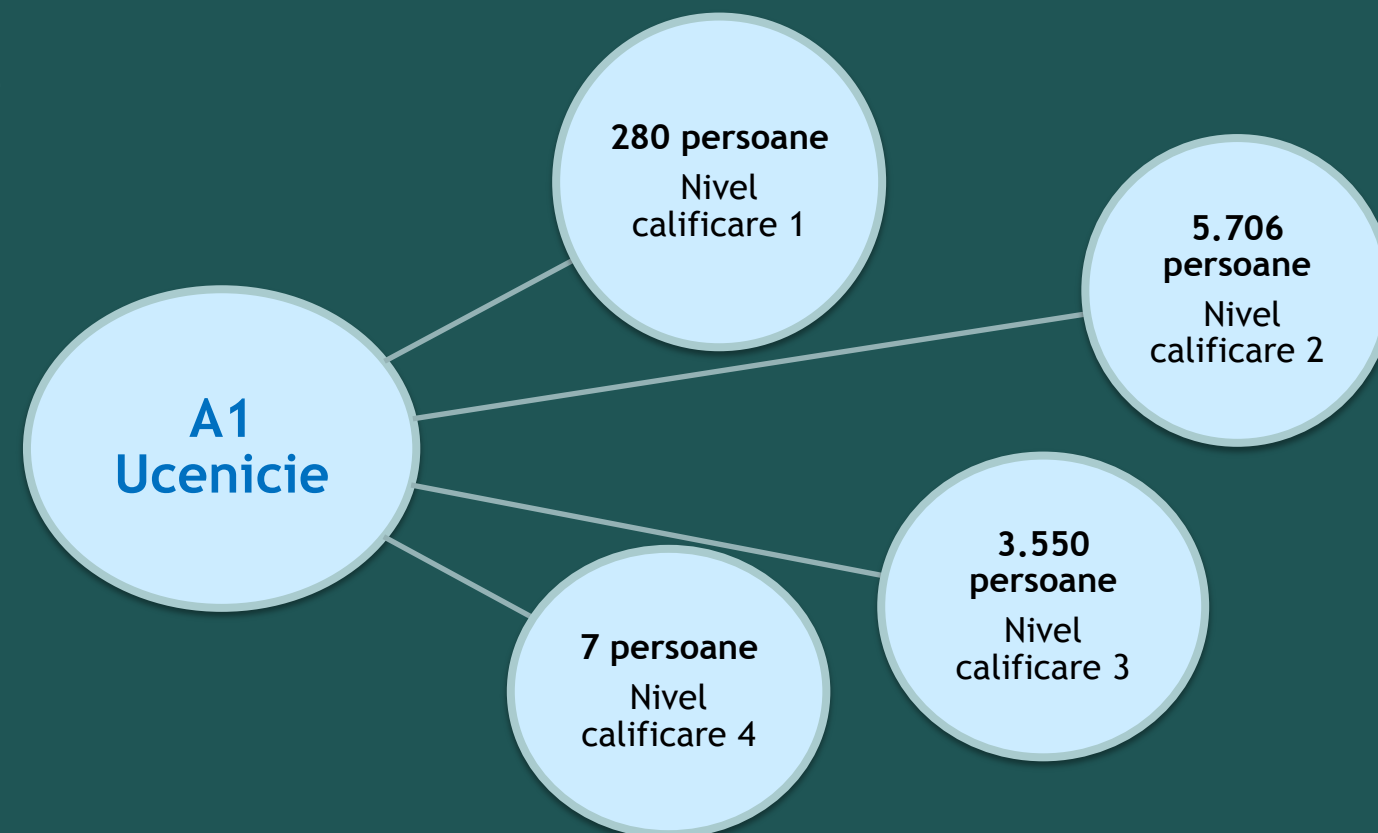 A1
Ucenicie
280 persoane
Nivel
calificare 1
5.706
persoane
Nivel
calificare 2
3.550
persoane
Nivel
calificare 3
7 persoane
Nivel
calificare 4